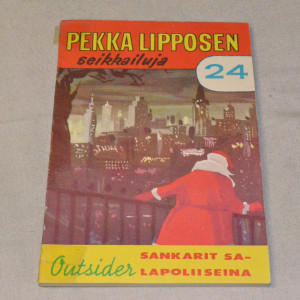 PEKKA LIPPOSEN
seikkailuja
24
Outsider
SANKARIT SA-
LAPOLIISEINA